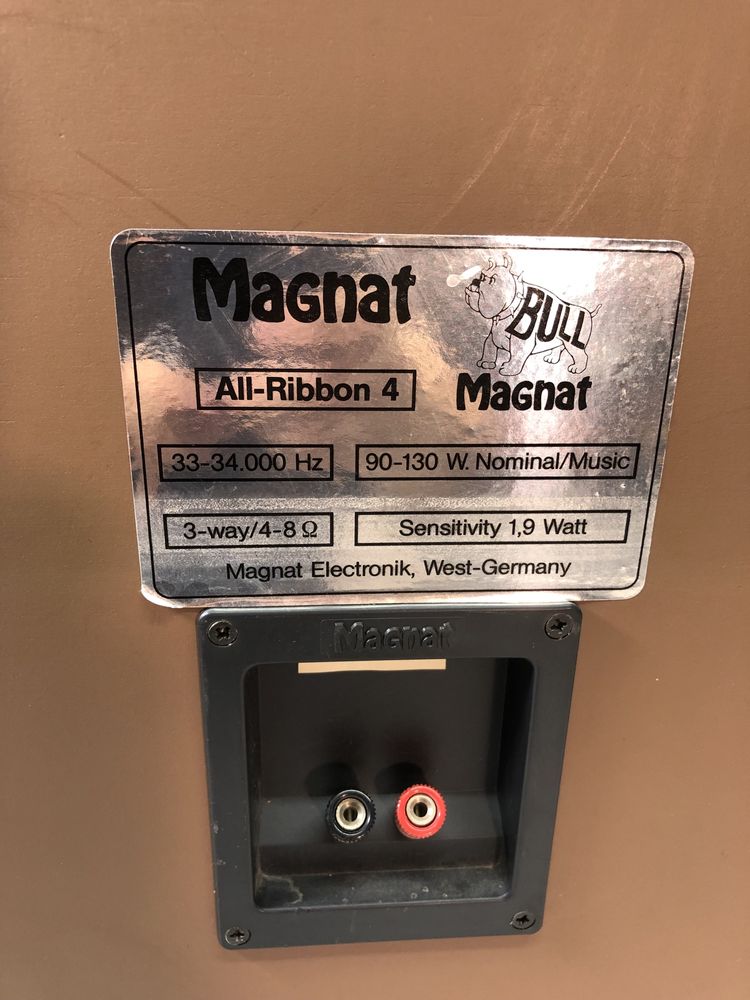 Magnat
BULL
Magnat
All-Ribbon 4
33-34.000 Hz
90-130 W. Nominal/Music
3-way/4-8 Ω
Sensitivity 1,9 Watt
Magnat Electronik, West-Germany
Magnat